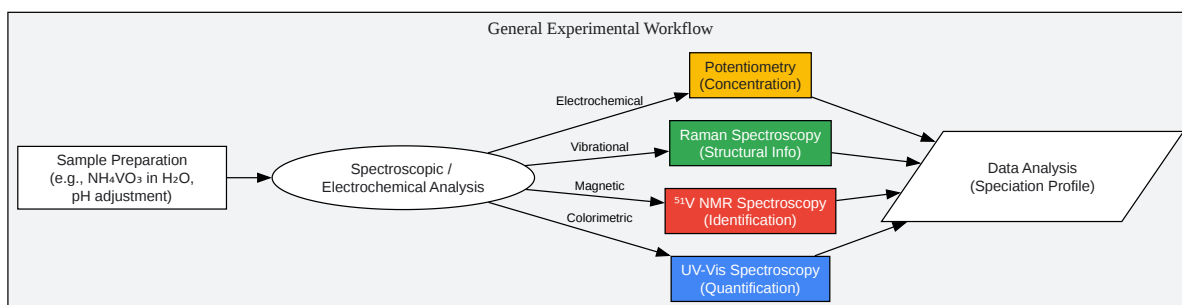 General Experimental Workflow
Sample Preparation
(e.g., NH₄VO₃ in H₂O,
pH adjustment)
Spectroscopic /
Electrochemical Analysis
Electrochemical
Vibrational
Magnetic
Colorimetric
Potentiometry
(Concentration)
Raman Spectroscopy
(Structural Info)
⁵¹V NMR Spectroscopy
(Identification)
UV-Vis Spectroscopy
(Quantification)
Data Analysis
(Speciation Profile)